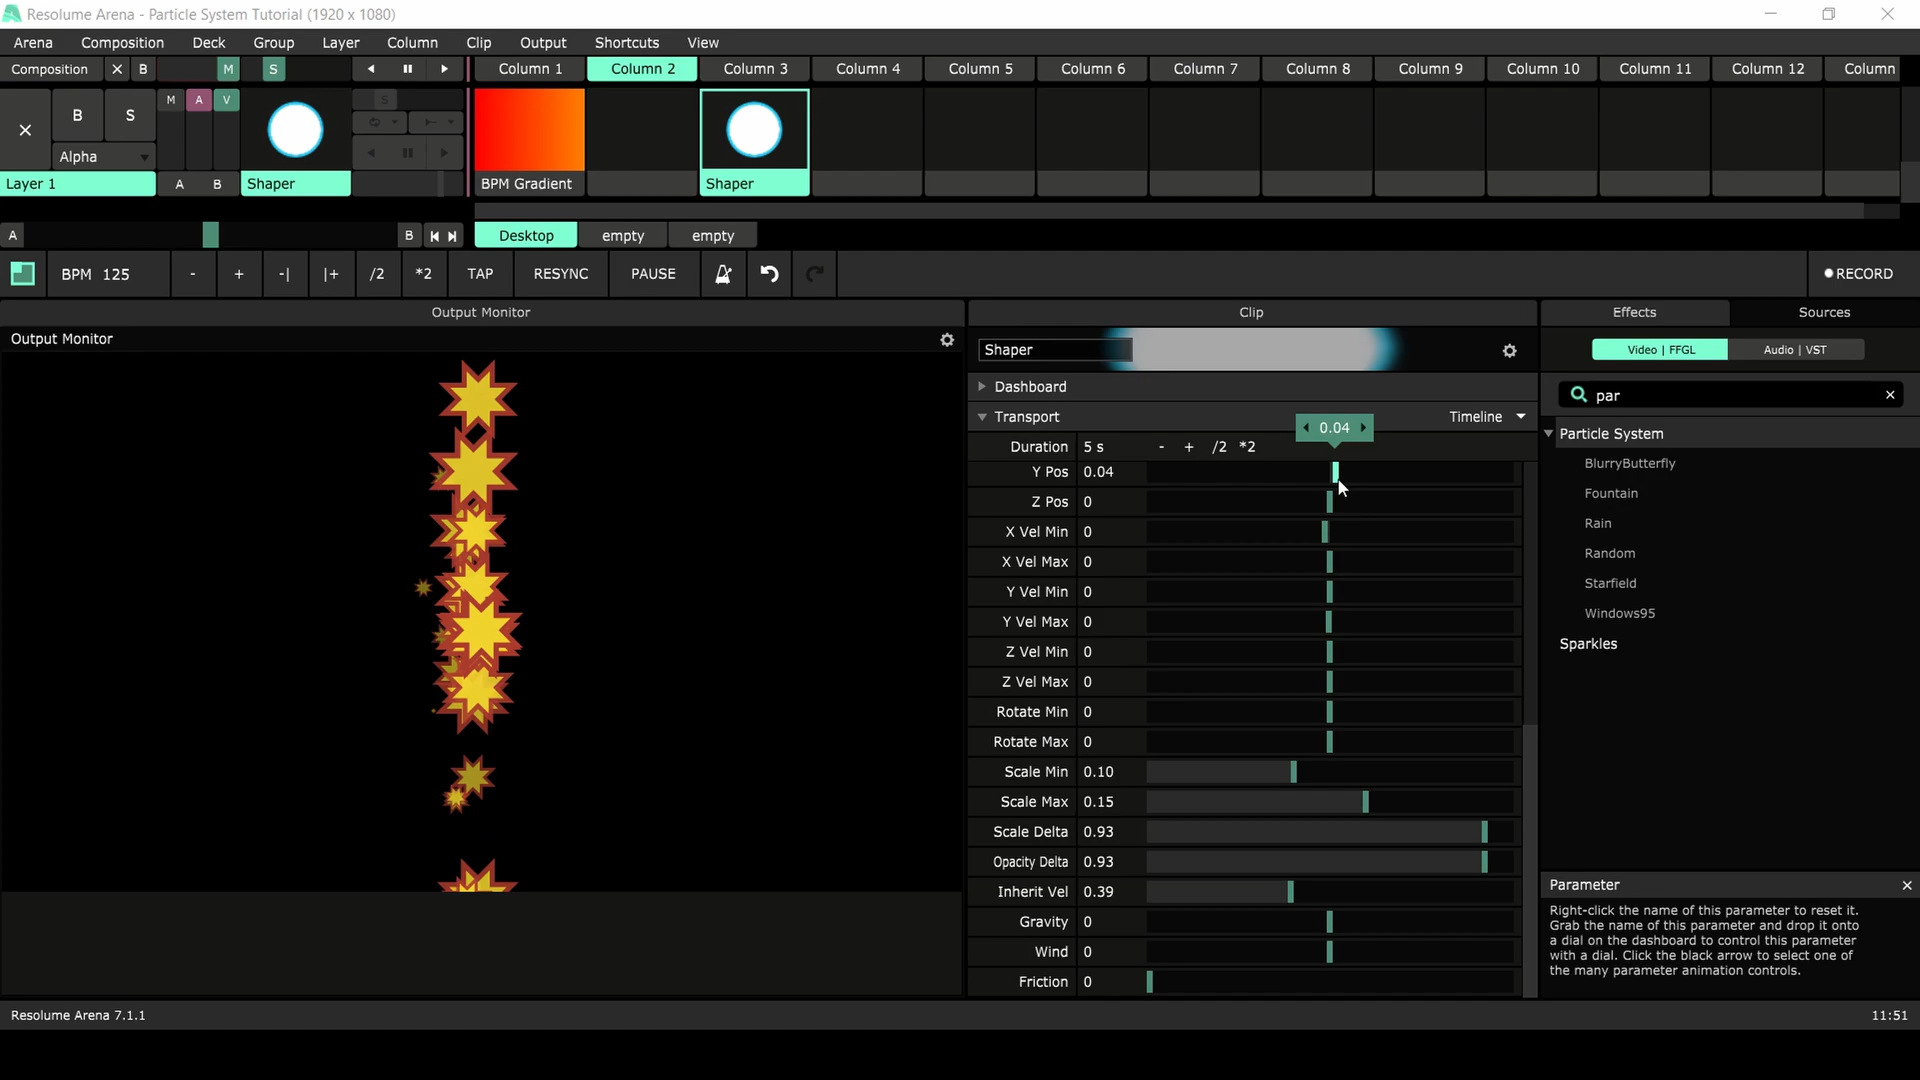 Resolume Arena - Particle System Tutorial (1920 x 1080)
Arena Composition Deck Group Layer Column Clip Output Shortcuts View
Composition B M S Column 1 Column 2 Column 3 Column 4 Column 5 Column 6 Column 7 Column 8 Column 9 Column 10 Column 11 Column 12 Column
B S M A V S
Alpha
Layer 1 A B Shaper BPM Gradient Shaper
A B Desktop empty empty
BPM 125 - + -| |+ /2 *2 TAP RESYNC PAUSE RECORD
Output Monitor Clip Effects Sources
Output Monitor
Shaper
Video | FFGL Audio | VST
Dashboard
par
Transport 0.04 Timeline
Particle System
Duration 5 s - + /2 *2
BlurryButterfly
Y Pos 0.04
Fountain
Z Pos 0
Rain
X Vel Min 0
Random
X Vel Max 0
Starfield
Y Vel Min 0
Windows95
Y Vel Max 0
Sparkles
Z Vel Min 0
Z Vel Max 0
Rotate Min 0
Rotate Max 0
Scale Min 0.10
Scale Max 0.15
Scale Delta 0.93
Opacity Delta 0.93
Inherit Vel 0.39
Gravity 0
Wind 0
Friction 0
Parameter
Right-click the name of this parameter to reset it.
Grab the name of this parameter and drop it onto
a dial on the dashboard to control this parameter
with a dial. Click the black arrow to select one of
the many parameter animation controls.
Resolume Arena 7.1.1 11:51